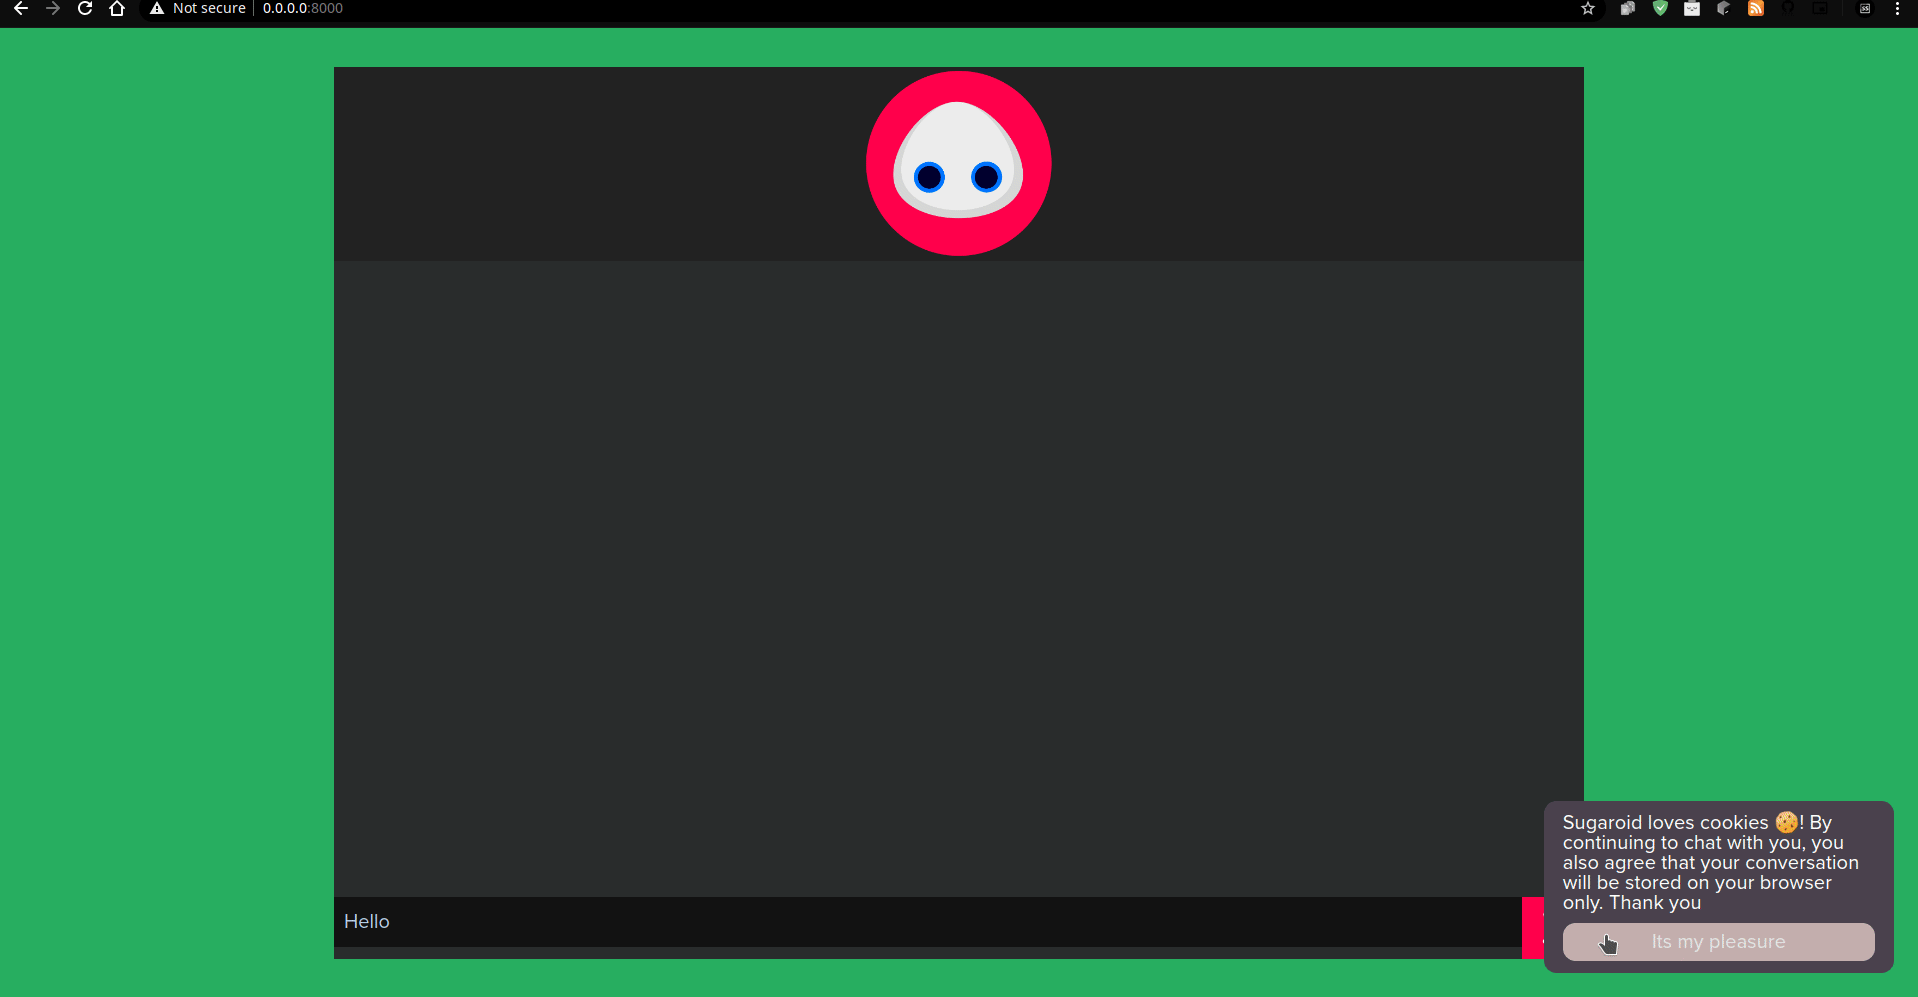 Not secure 0.0.0.0:8000
Hello
Sugaroid loves cookies 🍪! By
continuing to chat with you, you
also agree that your conversation
will be stored on your browser
only. Thank you
Its my pleasure